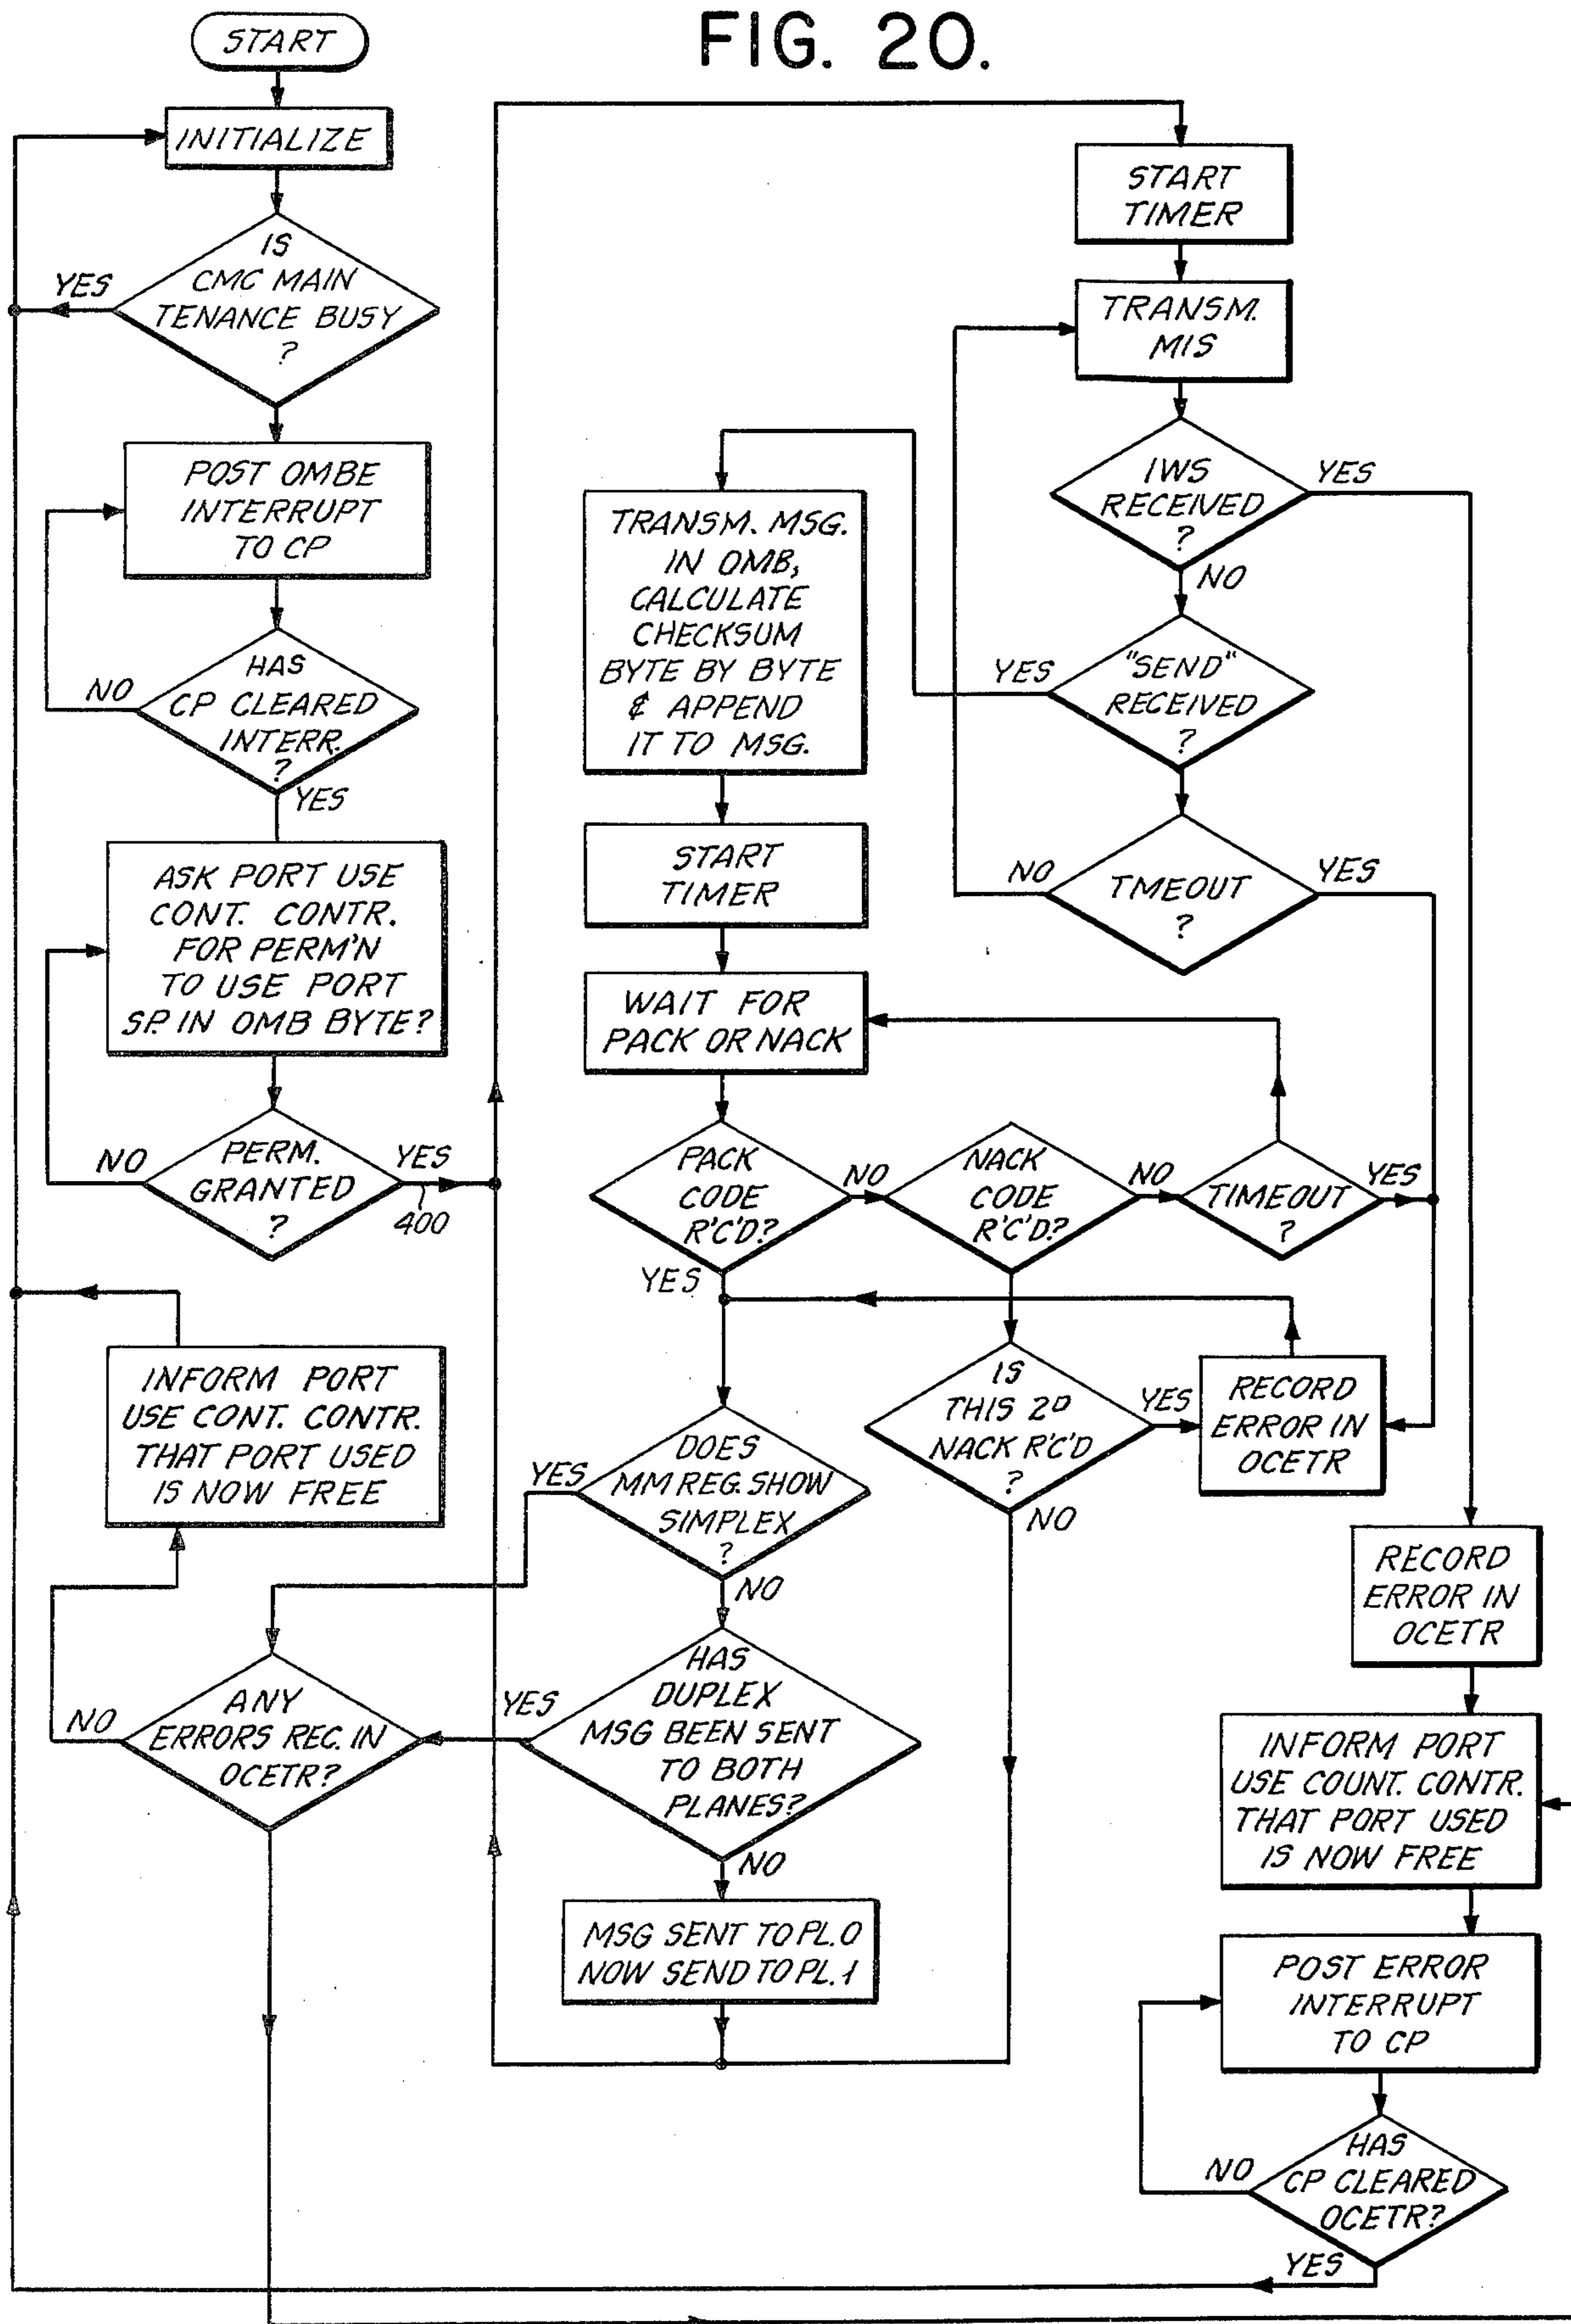 FIG. 20.
START
INITIALIZE
IS
CMC MAIN
TENANCE BUSY
?
YES
POST OMBE
INTERRUPT
TO CP
HAS
CP CLEARED
INTERR.
?
NO
YES
ASK PORT USE
CONT. CONTR.
FOR PERM'N
TO USE PORT
SP. IN OMB BYTE?
PERM.
GRANTED
?
NO
YES
400
INFORM PORT
USE CONT. CONTR.
THAT PORT USED
IS NOW FREE
ANY
ERRORS REC. IN
OCETR?
NO
START
TIMER
TRANSM.
MIS
IWS
RECEIVED
?
YES
NO
"SEND"
RECEIVED
?
YES
TMEOUT
?
NO
YES
TRANSM. MSG.
IN OMB,
CALCULATE
CHECKSUM
BYTE BY BYTE
& APPEND
IT TO MSG.
START
TIMER
WAIT FOR
PACK OR NACK
PACK
CODE
R'C'D?
NO
YES
NACK
CODE
R'C'D?
NO
TIMEOUT
?
YES
IS
THIS 2D
NACK R'C'D
?
YES
NO
RECORD
ERROR IN
OCETR
DOES
MM REG. SHOW
SIMPLEX
?
YES
NO
HAS
DUPLEX
MSG BEEN SENT
TO BOTH
PLANES?
YES
NO
MSG SENT TO PL.0
NOW SEND TO PL.1
RECORD
ERROR IN
OCETR
INFORM PORT
USE COUNT. CONTR.
THAT PORT USED
IS NOW FREE
POST ERROR
INTERRUPT
TO CP
HAS
CP CLEARED
OCETR?
NO
YES